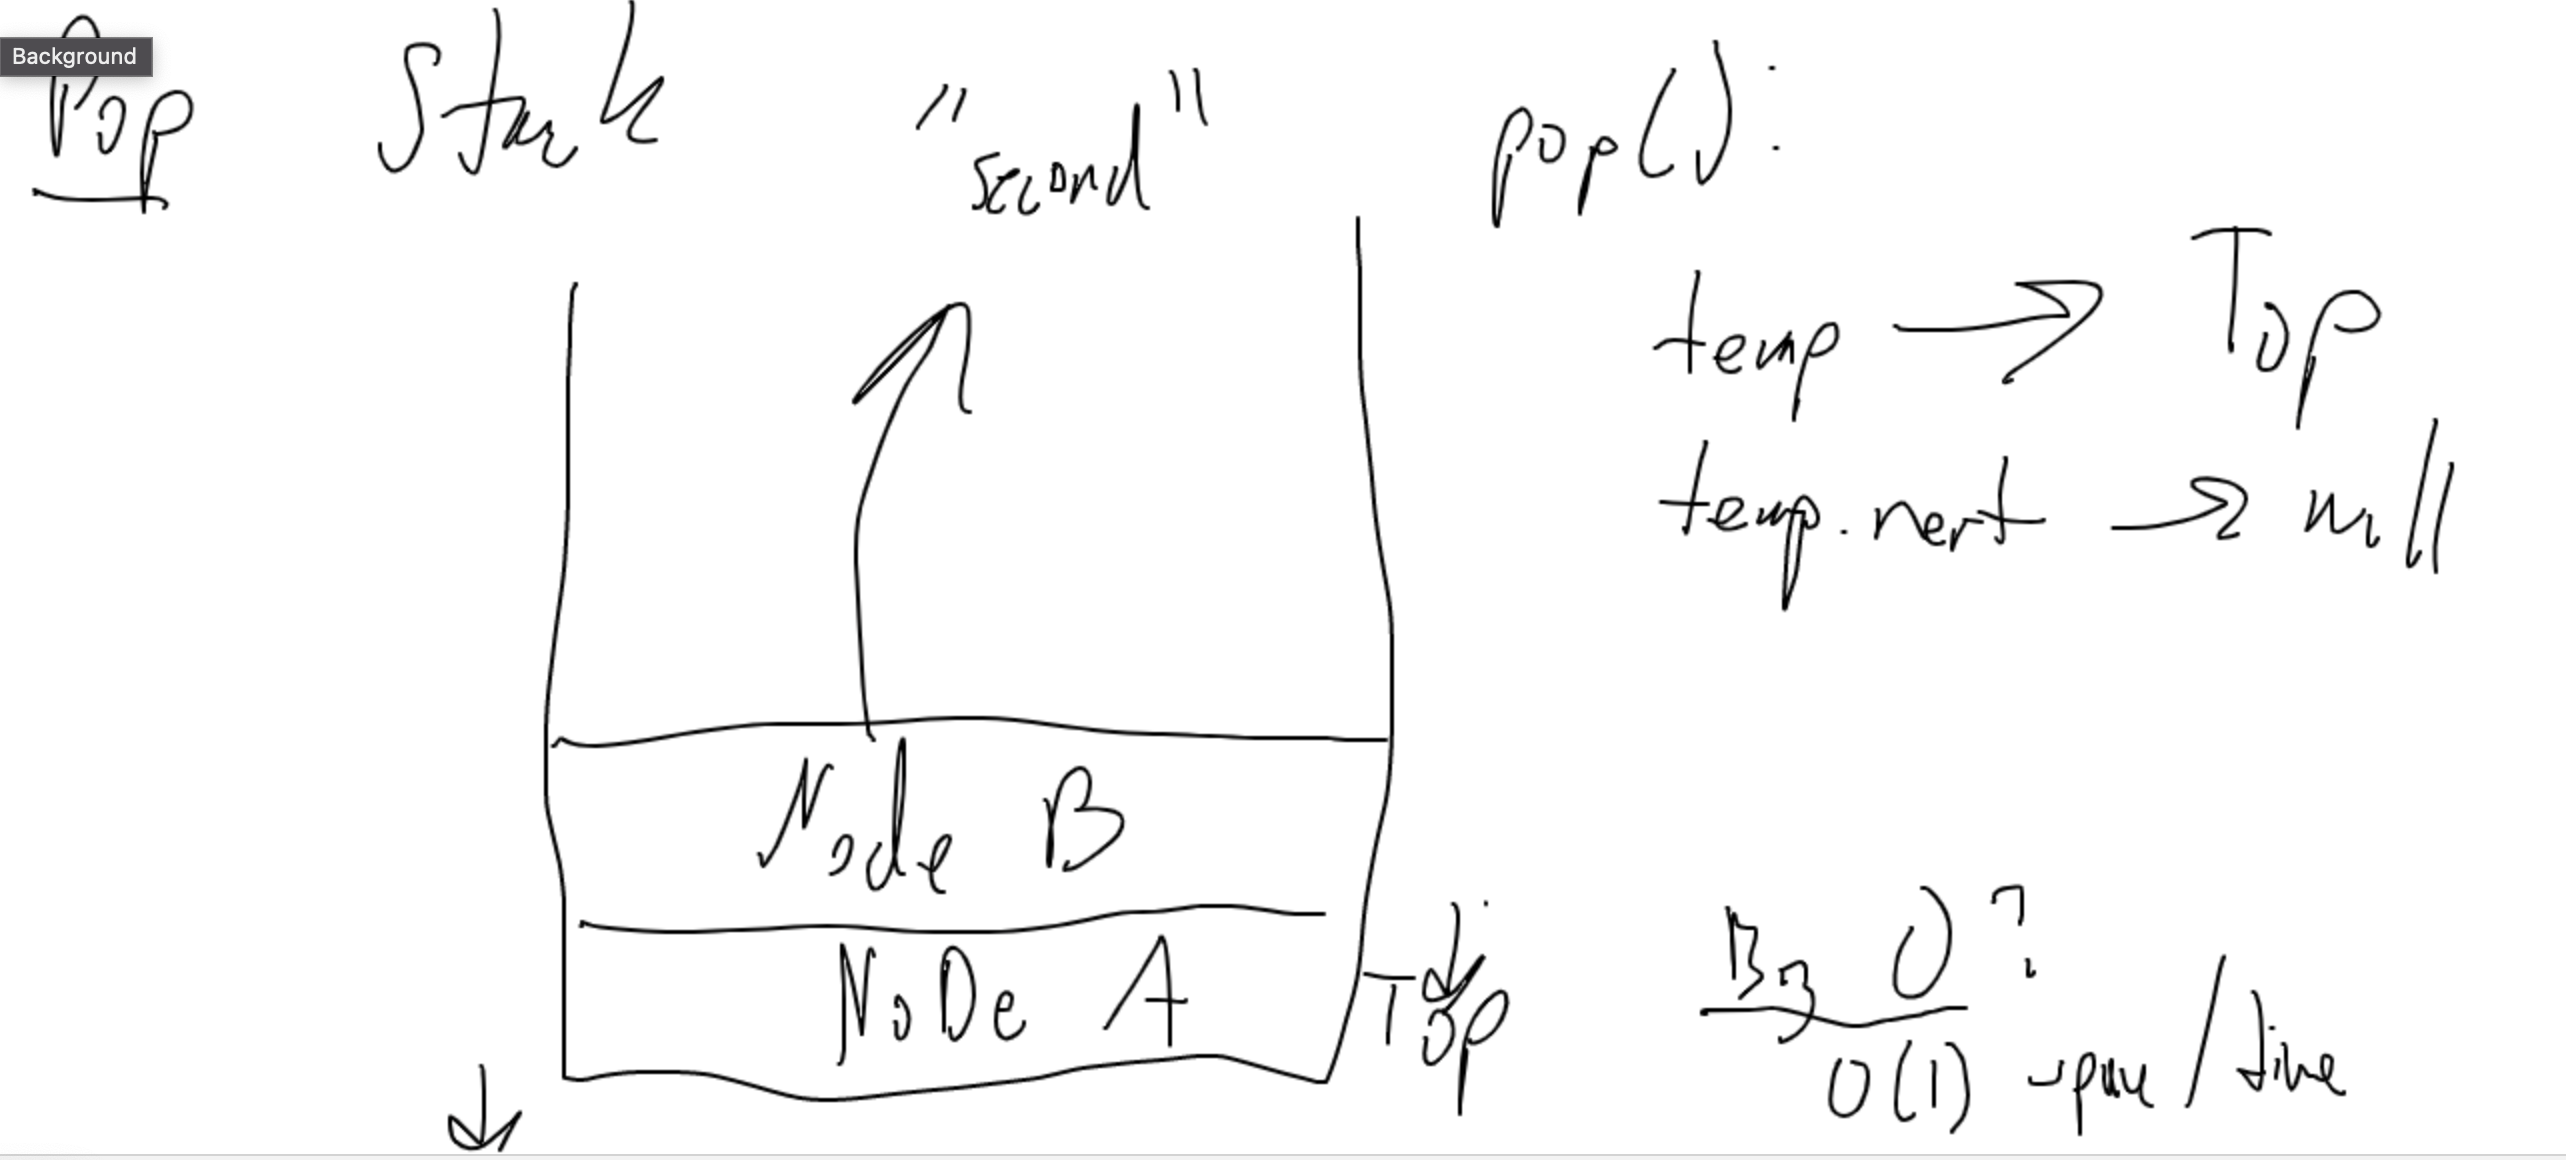 Background
Pop Stack "second" pop():
temp → Top
temp.next → null
Node B
NoDe A
Top
Big O?
O(1) space/time